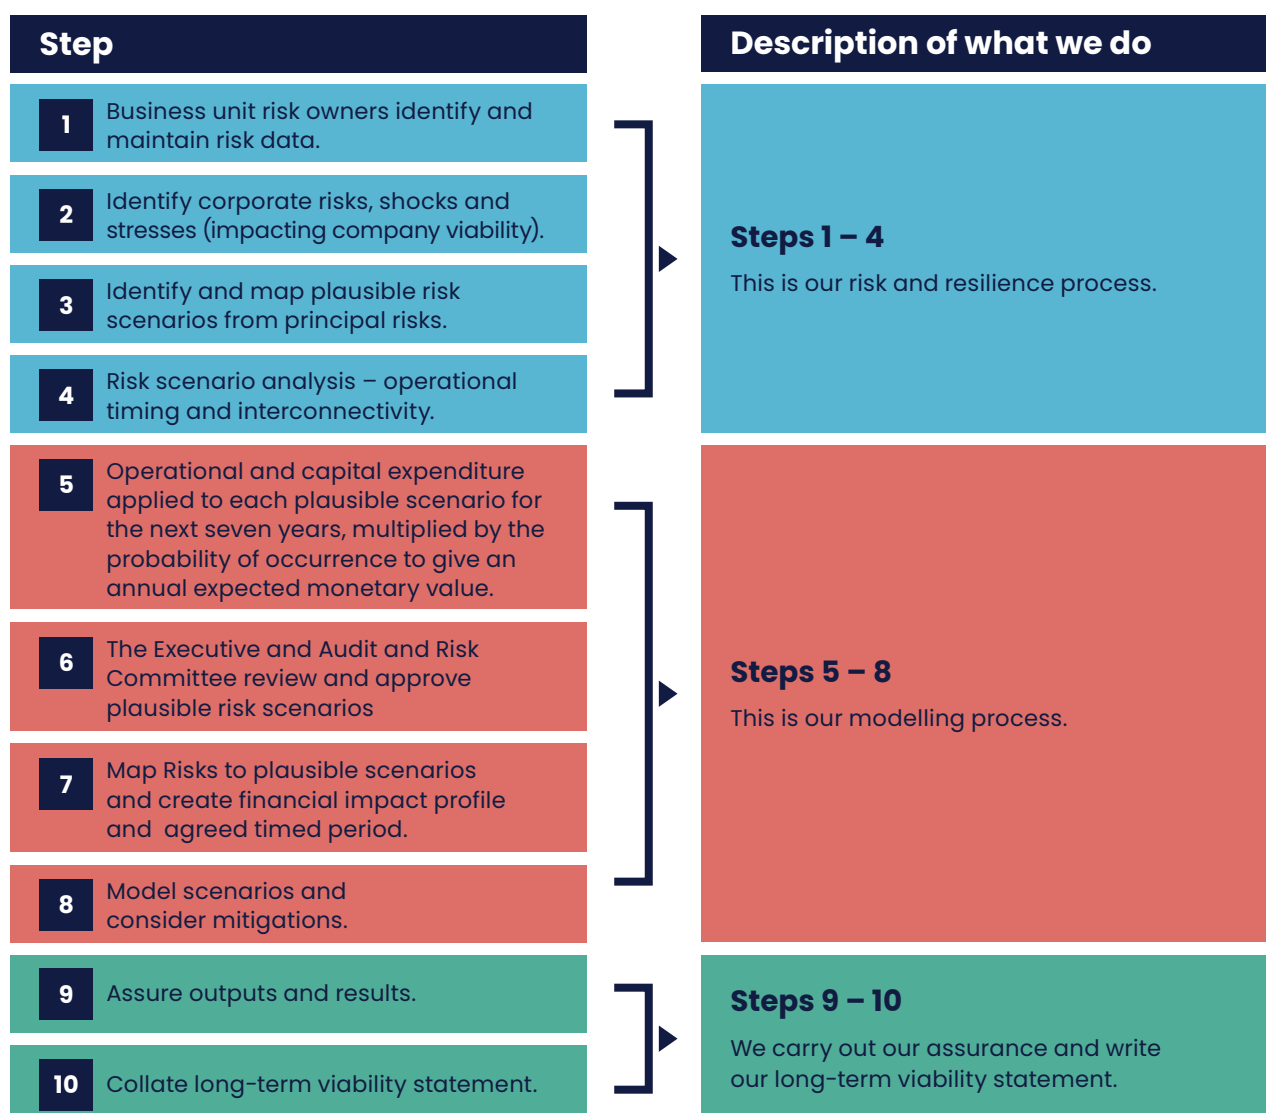 Step
1
Business unit risk owners identify and
maintain risk data.
2
Identify corporate risks, shocks and
stresses (impacting company viability).
3
Identify and map plausible risk
scenarios from principal risks.
4
Risk scenario analysis – operational
timing and interconnectivity.
5
Operational and capital expenditure
applied to each plausible scenario for
the next seven years, multiplied by the
probability of occurrence to give an
annual expected monetary value.
6
The Executive and Audit and Risk
Committee review and approve
plausible risk scenarios
7
Map Risks to plausible scenarios
and create financial impact profile
and  agreed timed period.
8
Model scenarios and
consider mitigations.
9
Assure outputs and results.
10
Collate long-term viability statement.
Description of what we do
Steps 1 – 4
This is our risk and resilience process.
Steps 5 – 8
This is our modelling process.
Steps 9 – 10
We carry out our assurance and write
our long-term viability statement.